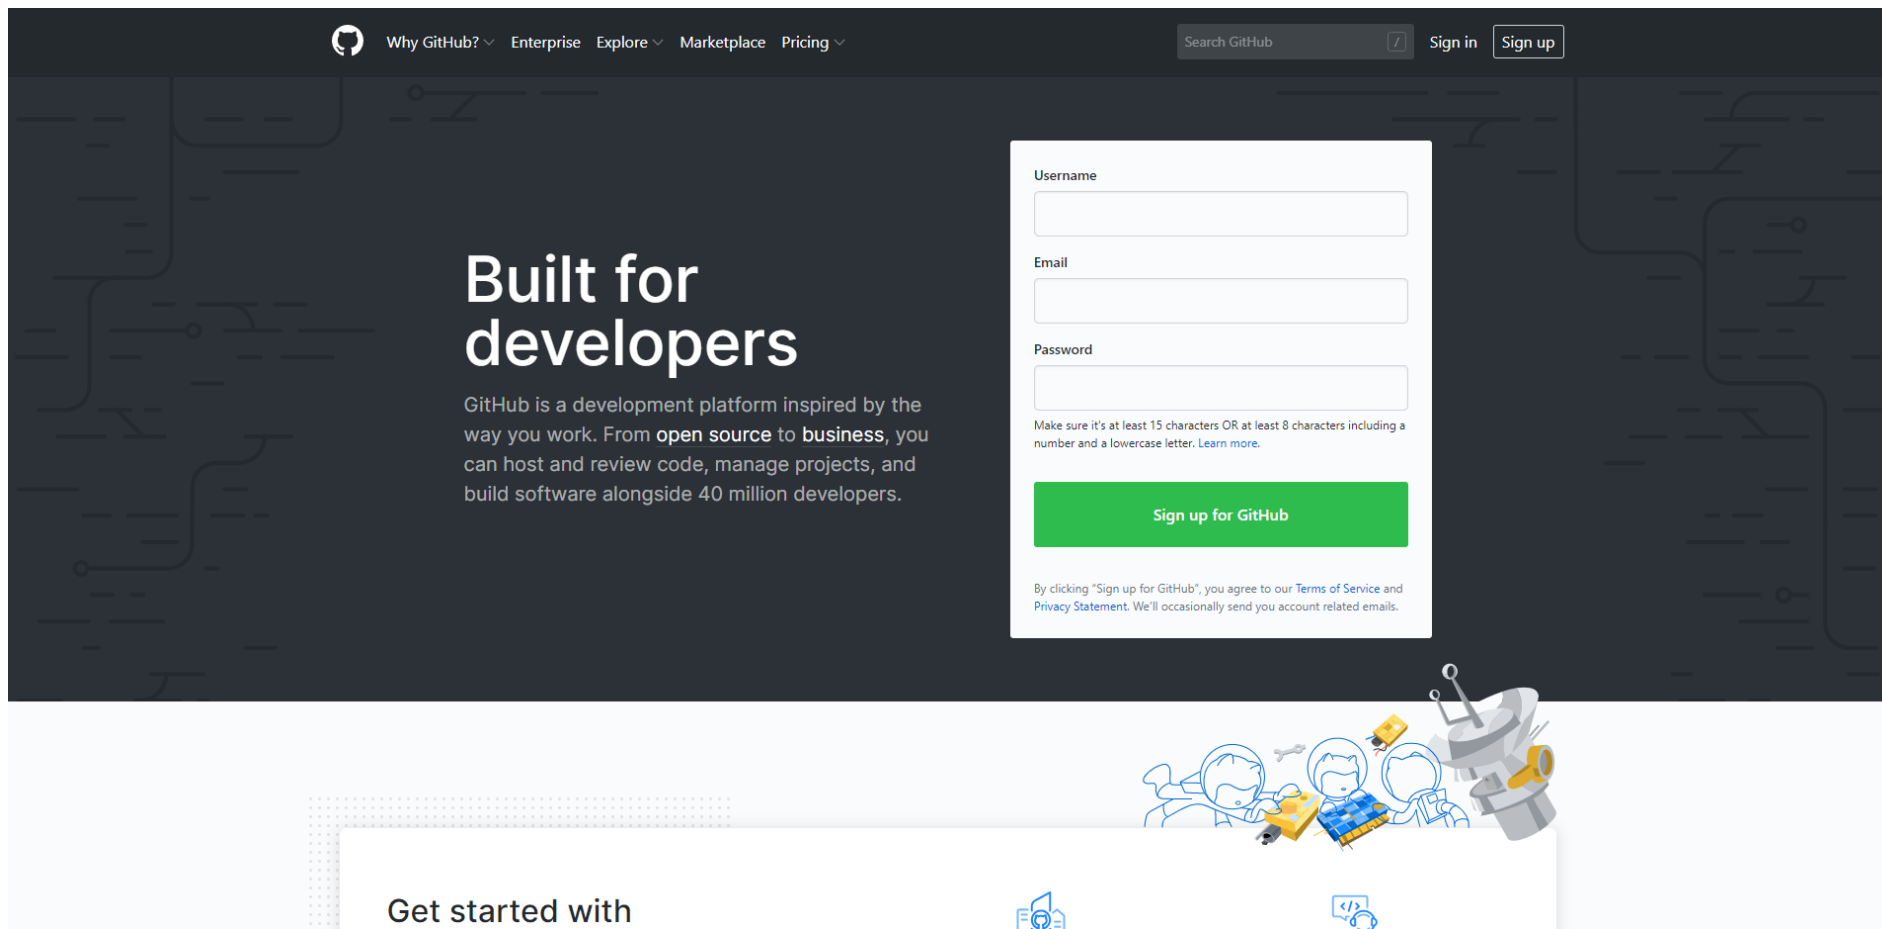 Why GitHub? Enterprise Explore Marketplace Pricing Search GitHub / Sign in Sign up
Built for
developers
GitHub is a development platform inspired by the
way you work. From open source to business, you
can host and review code, manage projects, and
build software alongside 40 million developers.
Username
Email
Password
Make sure it's at least 15 characters OR at least 8 characters including a
number and a lowercase letter. Learn more.
Sign up for GitHub
By clicking “Sign up for GitHub”, you agree to our Terms of Service and
Privacy Statement. We’ll occasionally send you account related emails.
Get started with